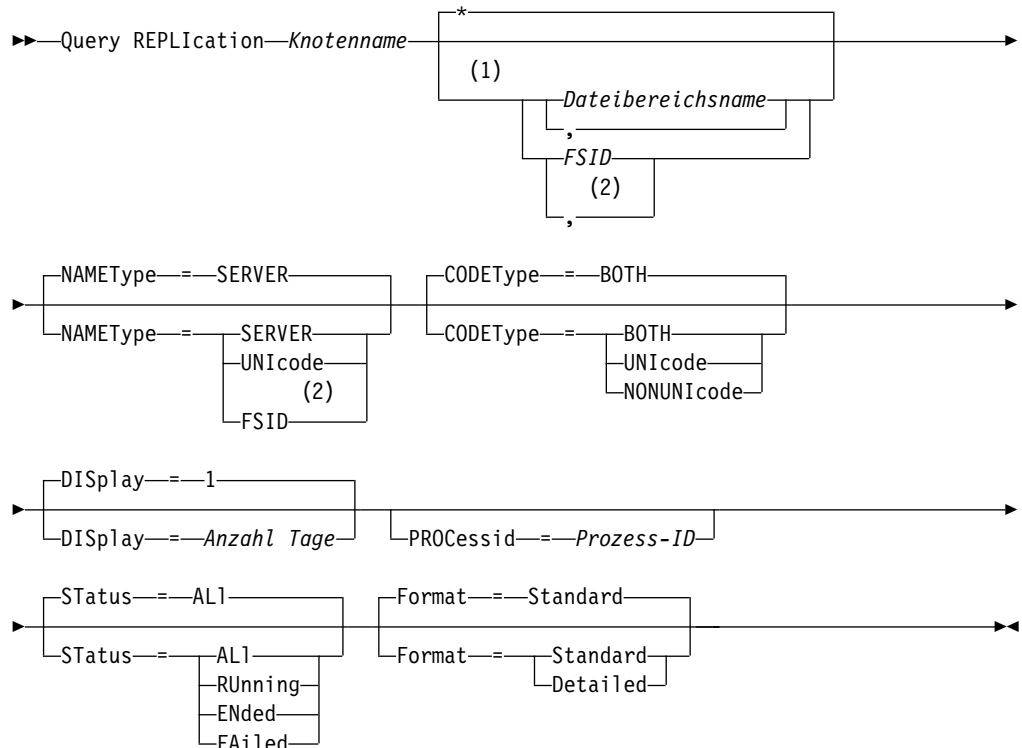 *
Query REPLIcation Knotenname
(1)
Dateibereichsname
,
FSID
(2)
,
NAMEType = SERVER CODEType = BOTH
NAMEType = SERVER CODEType = BOTH
UNIcode UNIcode
(2) NONUNIcode
FSID
DISplay = 1
DISplay = Anzahl Tage PROCessid = Prozess-ID
STatus = ALl Format = Standard
STatus = ALl Format = Standard
RUnning Detailed
ENded
FAiled